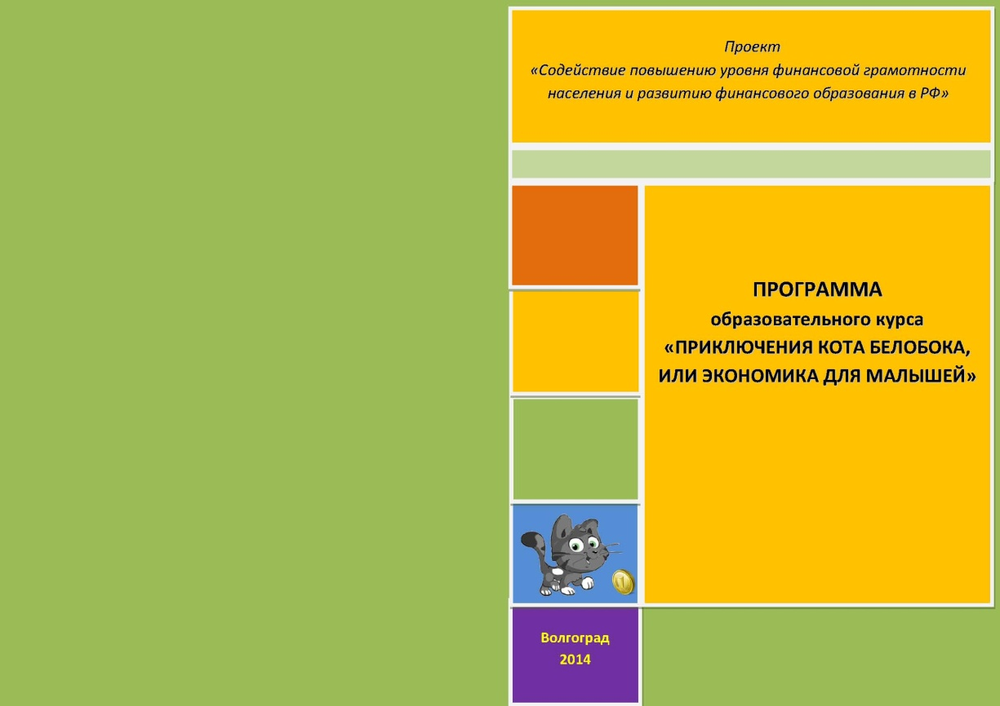 Проект
«Содействие повышению уровня финансовой грамотности
населения и развитию финансового образования в РФ»
ПРОГРАММА
образовательного курса
«ПРИКЛЮЧЕНИЯ КОТА БЕЛОБОКА,
ИЛИ ЭКОНОМИКА ДЛЯ МАЛЫШЕЙ»
Волгоград
2014